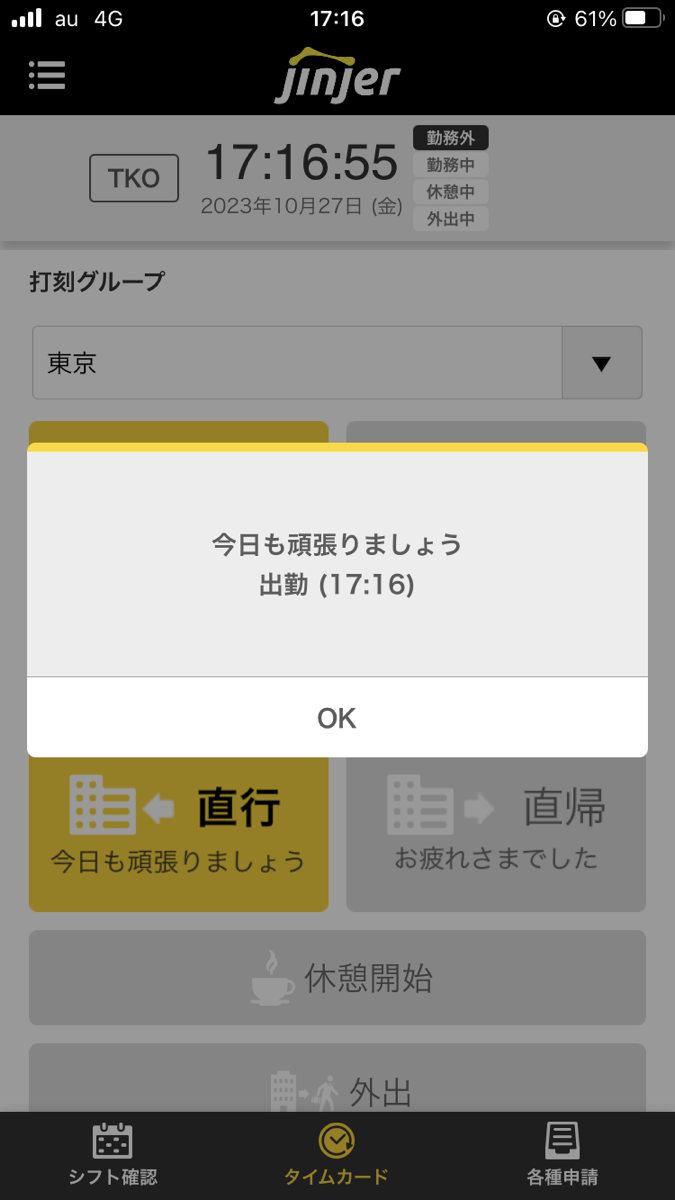 au 4G 17:16 61%
jinjer
TKO
17:16:55
2023年10月27日 (金)
勤務外
勤務中
休憩中
外出中
打刻グループ
東京
今日も頑張りましょう
出勤 (17:16)
OK
直行
今日も頑張りましょう
直帰
お疲れさまでした
休憩開始
外出
シフト確認
タイムカード
各種申請